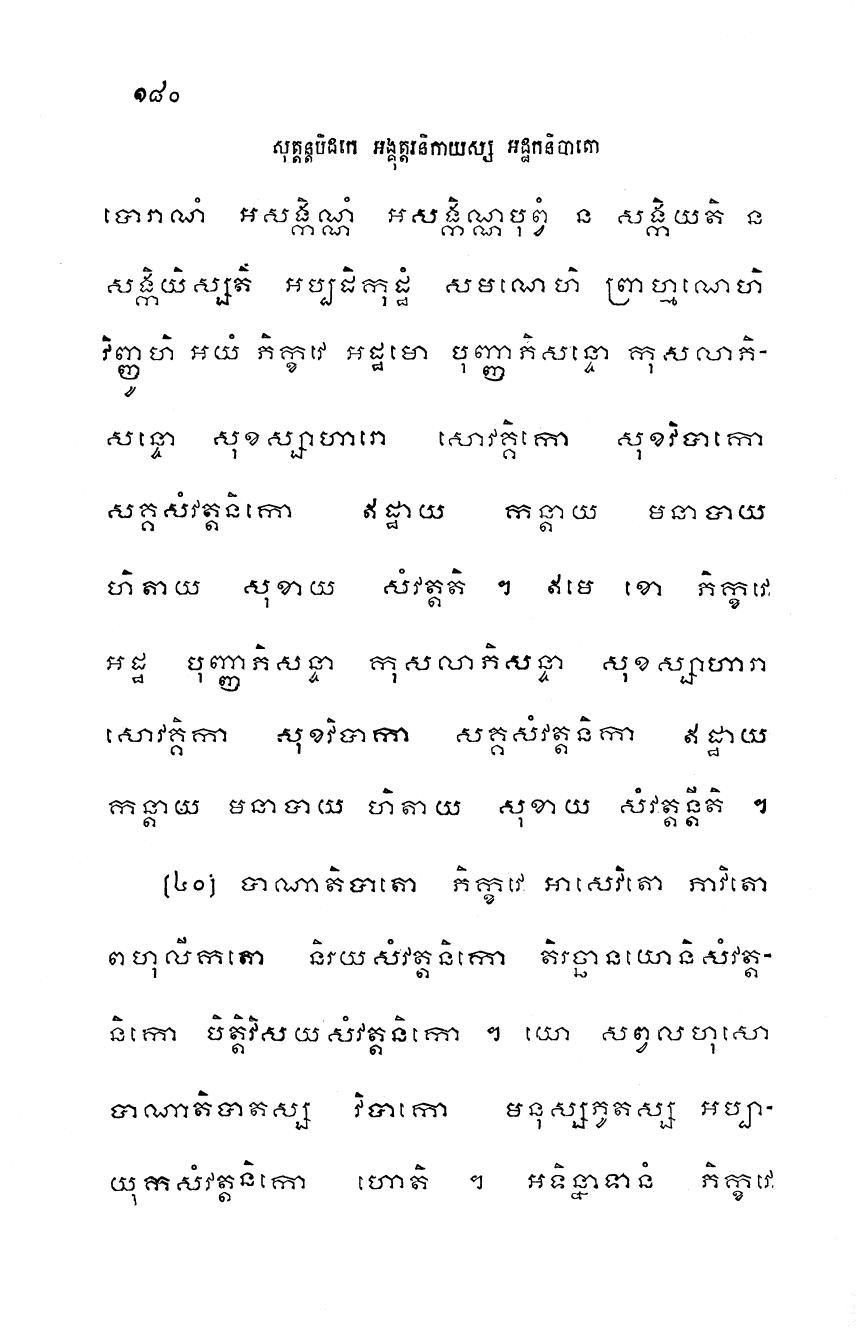 ១៨០
សុត្តន្តបិដកេ អង្គុត្តរនិកាយស្ស អដ្ឋកនិបាតោ
បោរាណំ អសង្កិណ្ណំ អសង្កិណ្ណបុព្វំ ន សង្កិយតិ ន
សង្កិយិស្សតិ អប្បដិកុដ្ឋំ សមណេហិ ព្រាហ្មណេហិ
វិញ្ញូហិ អយំ ភិក្ខវេ អដ្ឋមោ បុញ្ញាភិសន្ទោ កុសលាភិ-
សន្ទោ សុខស្សាហារោ សោវគ្គិកោ សុខវិបាកោ
សគ្គសំវត្តនិកោ ឥដ្ឋាយ កន្តាយ មនាបាយ
ហិតាយ សុខាយ សំវត្តតិ ។ ឥមេ ខោ ភិក្ខវេ
អដ្ឋ បុញ្ញាភិសន្ទា កុសលាភិសន្ទា សុខស្សាហារា
សោវគ្គិកា សុខវិបាកា សគ្គសំវត្តនិកា ឥដ្ឋាយ
កន្តាយ មនាបាយ ហិតាយ សុខាយ សំវត្តន្តីតិ ។
(៤០) បាណាតិបាតោ ភិក្ខវេ អាសេវិតោ ភាវិតោ
ពហុលីកតោ និរយសំវត្តនិកោ តិរច្ឆានយោនិសំវត្ត-
និកោ បិត្តិវិសយសំវត្តនិកោ ។ យោ សព្វលហុសោ
បាណាតិបាតស្ស វិបាកោ មនុស្សភូតស្ស អប្បា-
យុកសំវត្តនិកោ ហោតិ ។ អទិន្នាទានំ ភិក្ខវេ